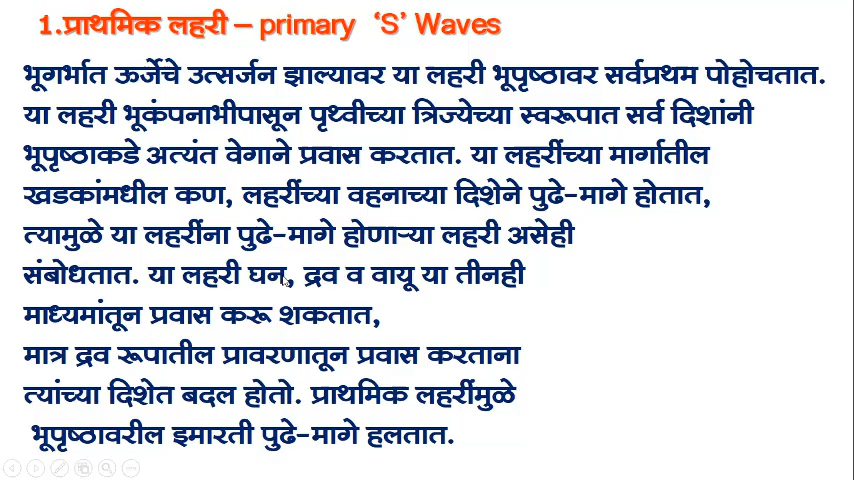 1.प्राथमिक लहरी – primary ‘S’ Waves
भूगर्भात ऊर्जेचे उत्सर्जन झाल्यावर या लहरी भूपृष्ठावर सर्वप्रथम पोहोचतात.
या लहरी भूकंपनाभीपासून पृथ्वीच्या त्रिज्येच्या स्वरूपात सर्व दिशांनी
भूपृष्ठाकडे अत्यंत वेगाने प्रवास करतात. या लहरींच्या मार्गातील
खडकांमधील कण, लहरींच्या वहनाच्या दिशेने पुढे-मागे होतात,
त्यामुळे या लहरींना पुढे-मागे होणाऱ्या लहरी असेही
संबोधतात. या लहरी घन, द्रव व वायू या तीनही
माध्यमांतून प्रवास करू शकतात,
मात्र द्रव रूपातील प्रावरणातून प्रवास करताना
त्यांच्या दिशेत बदल होतो. प्राथमिक लहरींमुळे
भूपृष्ठावरील इमारती पुढे-मागे हलतात.